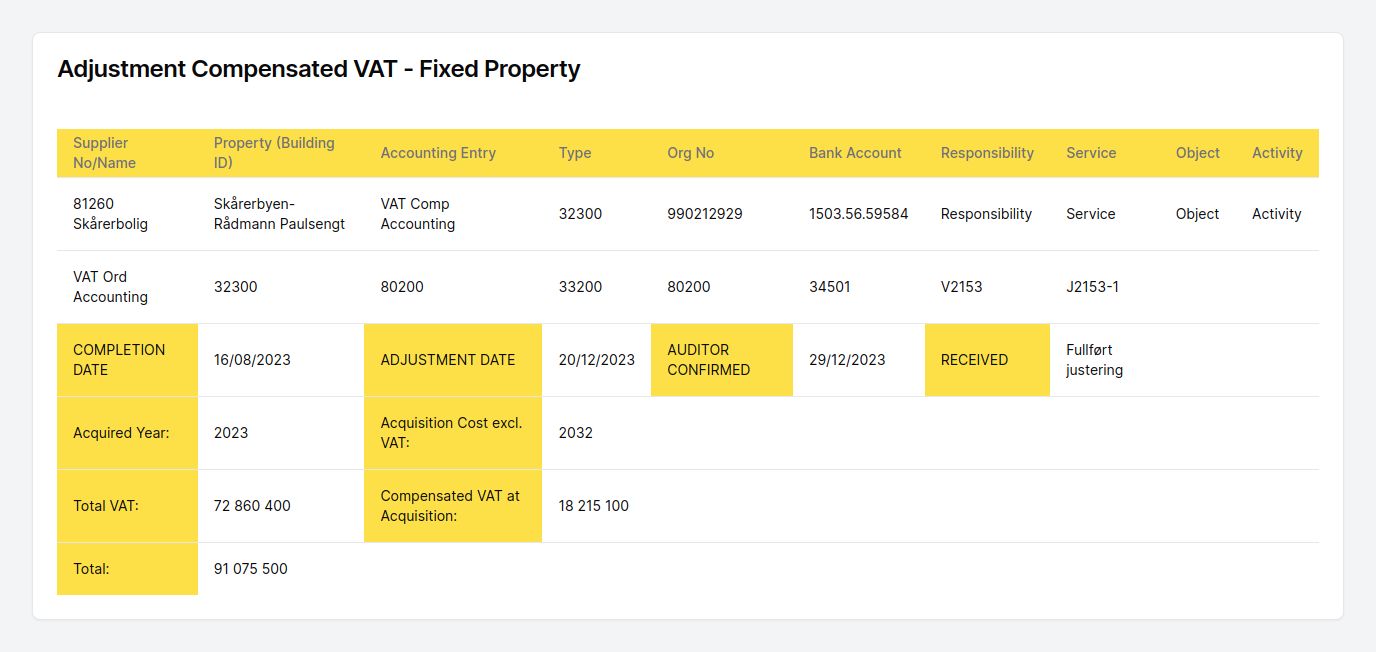 Adjustment Compensated VAT - Fixed Property
Supplier No/Name Property (Building ID) Accounting Entry Type Org No Bank Account Responsibility Service Object Activity
81260 Skårerbolig Skårerbyen-Rådmann Paulsengt VAT Comp Accounting 32300 990212929 1503.56.59584 Responsibility Service Object Activity
VAT Ord Accounting 32300 80200 33200 80200 34501 V2153 J2153-1
COMPLETION DATE 16/08/2023 ADJUSTMENT DATE 20/12/2023 AUDITOR CONFIRMED 29/12/2023 RECEIVED Fullført justering
Acquired Year: 2023 Acquisition Cost excl. VAT: 2032
Total VAT: 72 860 400 Compensated VAT at Acquisition: 18 215 100
Total: 91 075 500